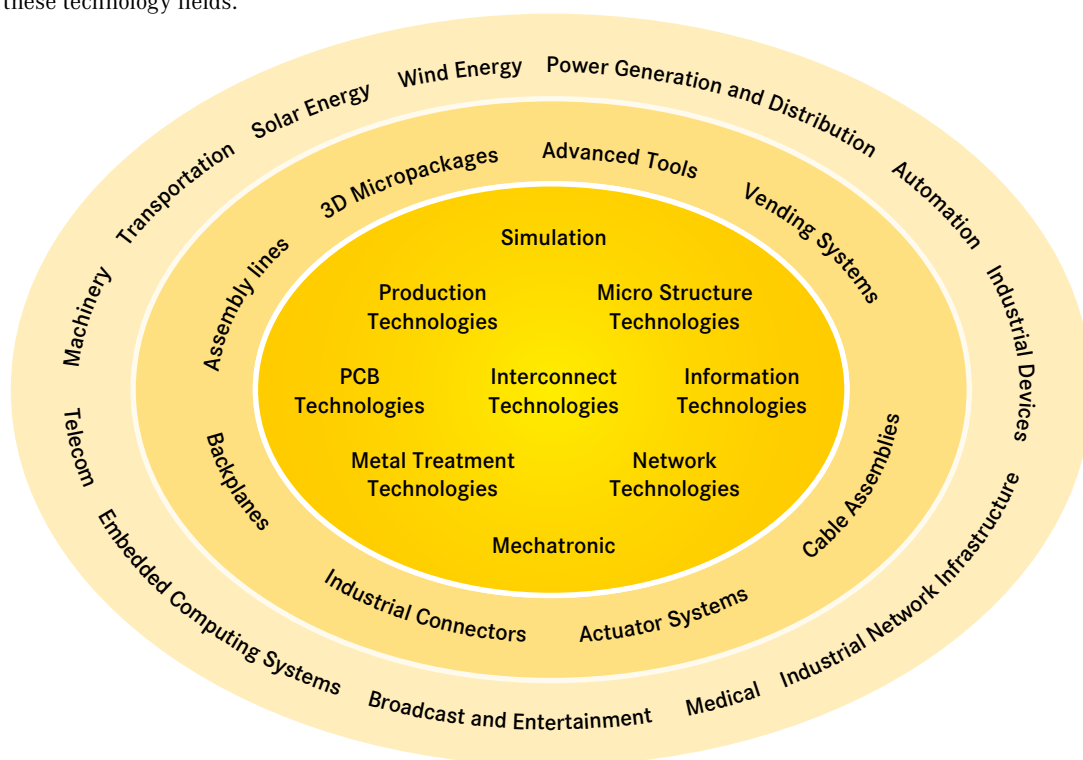 these technology fields.
Wind Energy
Power Generation and Distribution
Solar Energy
Automation
Transportation
Industrial Devices
Machinery
Telecom
Industrial Network Infrastructure
Embedded Computing Systems
Medical
Broadcast and Entertainment
3D Micropackages
Advanced Tools
Vending Systems
Assembly lines
Backplanes
Cable Assemblies
Industrial Connectors
Actuator Systems
Simulation
Production
Technologies
Micro Structure
Technologies
PCB
Technologies
Interconnect
Technologies
Information
Technologies
Metal Treatment
Technologies
Network
Technologies
Mechatronic